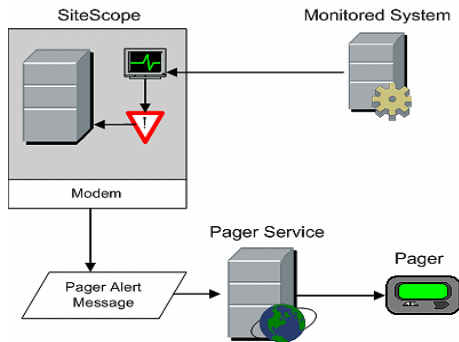 SiteScope
Monitored System
!
Modem
Pager Service
Pager
Pager Alert
Message